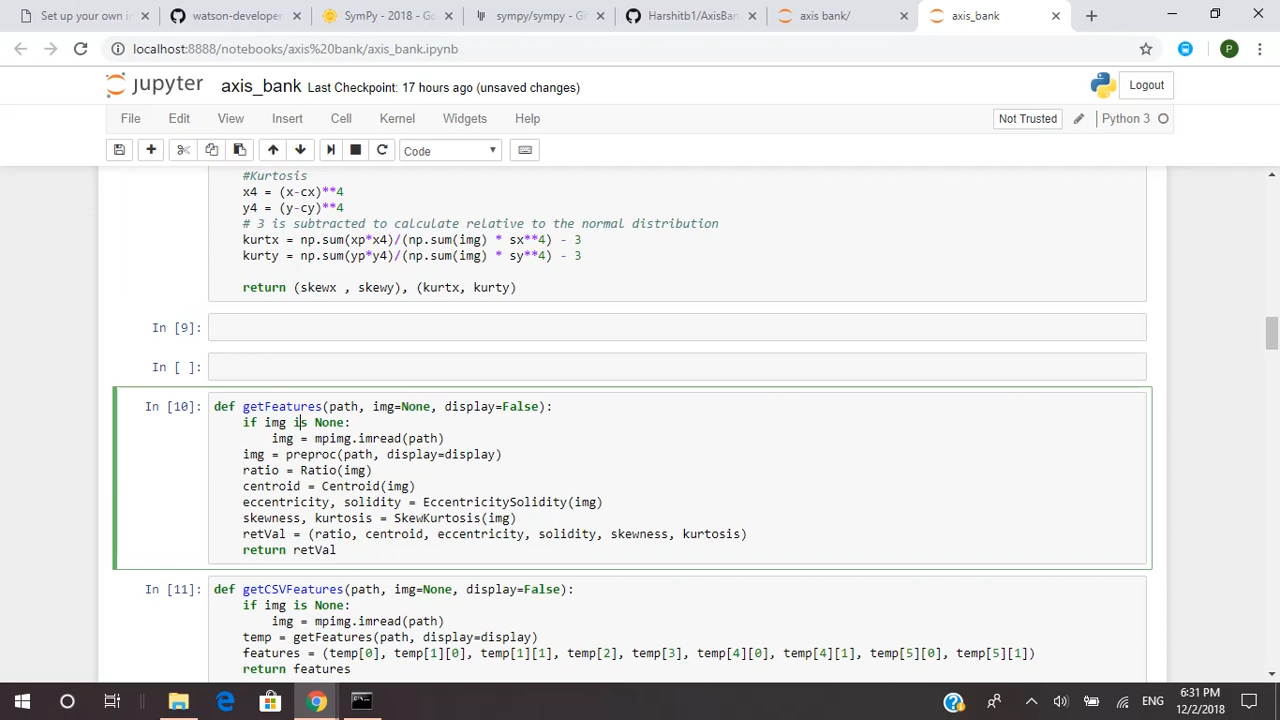 Set up your own in
watson-developer
SymPy - 2018 - Go
sympy/sympy - Gi
Harshitb1/AxisBan
axis bank/
axis_bank
localhost:8888/notebooks/axis%20bank/axis_bank.ipynb
P
jupyter axis_bank Last Checkpoint: 17 hours ago (unsaved changes)
Logout
File Edit View Insert Cell Kernel Widgets Help
Not Trusted
Python 3
Code
#Kurtosis
x4 = (x-cx)**4
y4 = (y-cy)**4
# 3 is subtracted to calculate relative to the normal distribution
kurtx = np.sum(xp*x4)/(np.sum(img) * sx**4) - 3
kurty = np.sum(yp*y4)/(np.sum(img) * sy**4) - 3
return (skewx , skewy), (kurtx, kurty)
In [9]:
In [ ]:
In [10]: def getFeatures(path, img=None, display=False):
if img is None:
img = mpimg.imread(path)
img = preproc(path, display=display)
ratio = Ratio(img)
centroid = Centroid(img)
eccentricity, solidity = EccentricitySolidity(img)
skewness, kurtosis = SkewKurtosis(img)
retVal = (ratio, centroid, eccentricity, solidity, skewness, kurtosis)
return retVal
In [11]: def getCSVFeatures(path, img=None, display=False):
if img is None:
img = mpimg.imread(path)
temp = getFeatures(path, display=display)
features = (temp[0], temp[1][0], temp[1][1], temp[2], temp[3], temp[4][0], temp[4][1], temp[5][0], temp[5][1])
return features
ENG
6:31 PM
12/2/2018